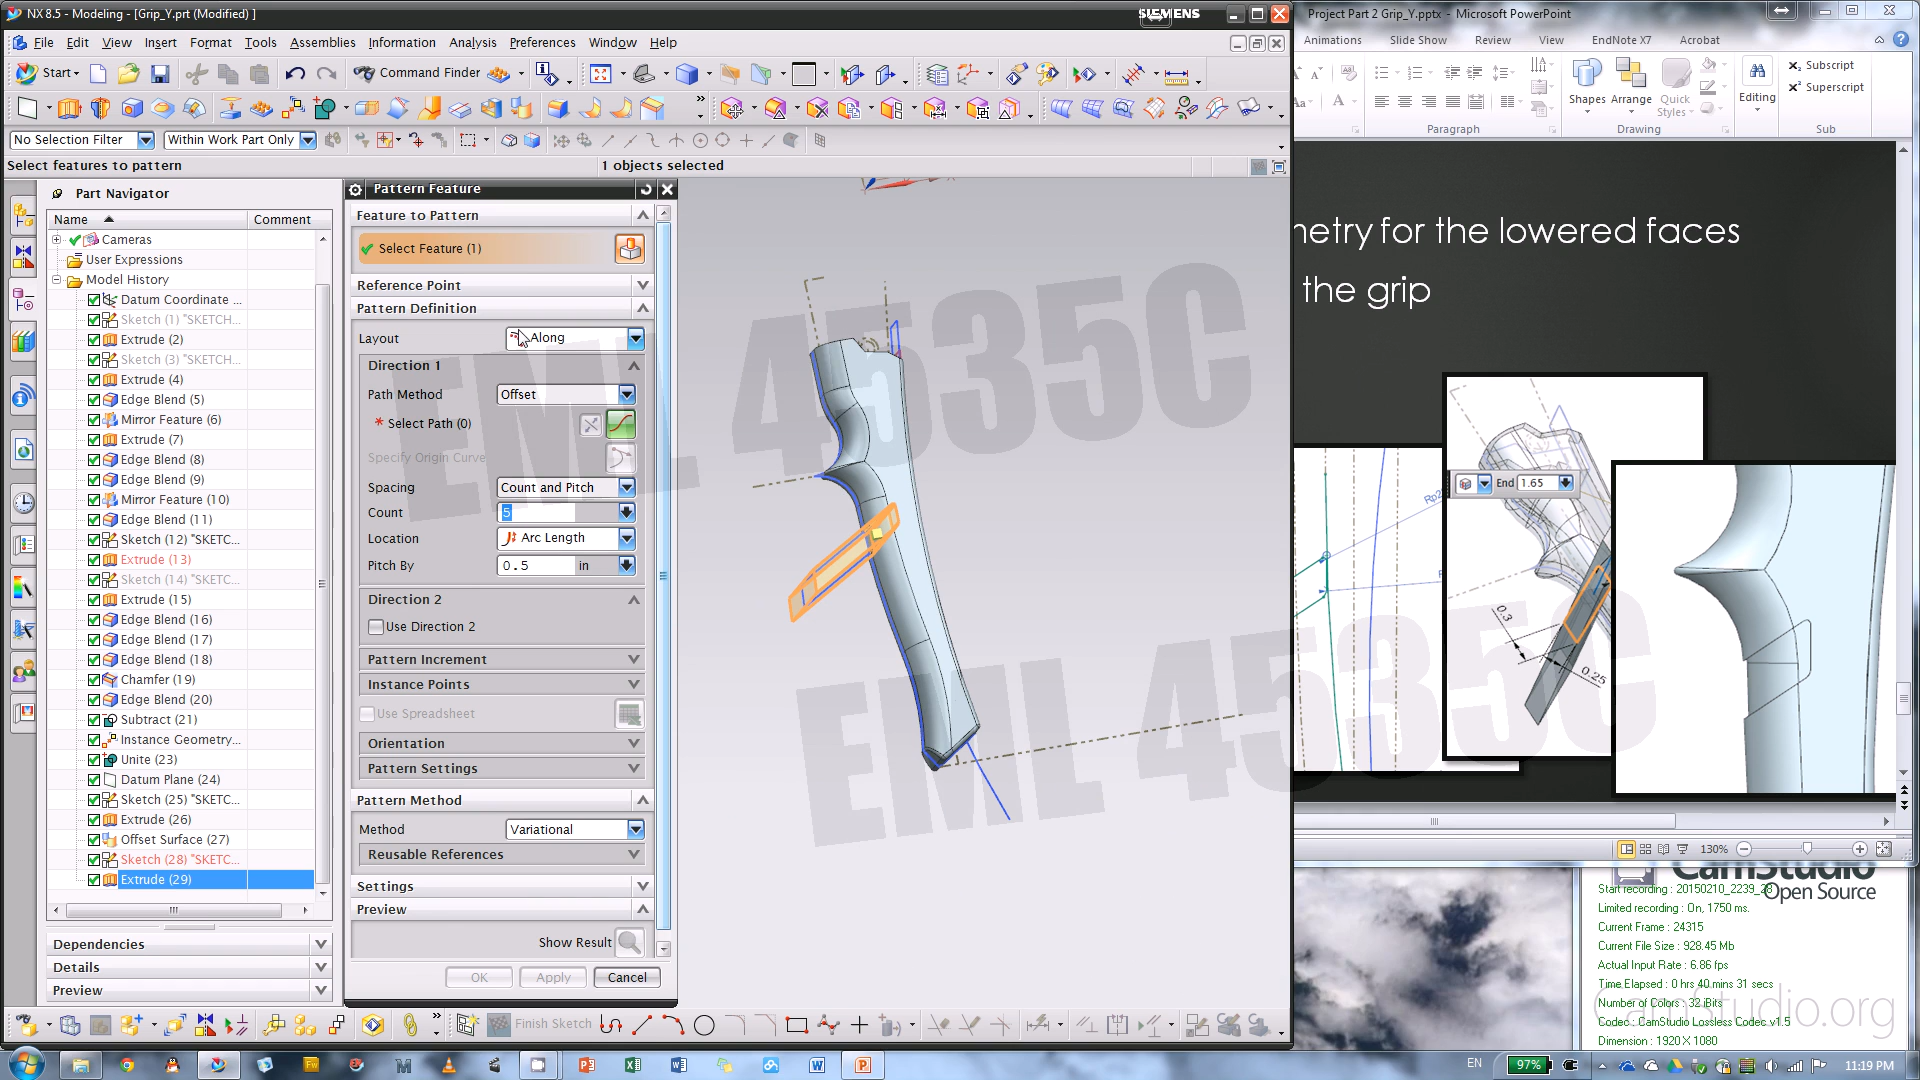 NX 8.5 - Modeling - [Grip_Y.prt (Modified) ]
SIEMENS
File Edit View Insert Format Tools Assemblies Information Analysis Preferences Window Help
Start
Command Finder
No Selection Filter
Within Work Part Only
Select features to pattern
1 objects selected
Part Navigator
Name
Comment
Cameras
User Expressions
Model History
Datum Coordinate ...
Sketch (1) "SKETCH...
Extrude (2)
Sketch (3) "SKETCH...
Extrude (4)
Edge Blend (5)
Mirror Feature (6)
Extrude (7)
Edge Blend (8)
Edge Blend (9)
Mirror Feature (10)
Edge Blend (11)
Sketch (12) "SKETC...
Extrude (13)
Sketch (14) "SKETC...
Extrude (15)
Edge Blend (16)
Edge Blend (17)
Edge Blend (18)
Chamfer (19)
Edge Blend (20)
Subtract (21)
Instance Geometry...
Unite (23)
Datum Plane (24)
Sketch (25) "SKETC...
Extrude (26)
Offset Surface (27)
Sketch (28) "SKETC...
Extrude (29)
Dependencies
Details
Preview
Pattern Feature
Feature to Pattern
Select Feature (1)
Reference Point
Pattern Definition
Layout
Along
Direction 1
Path Method
Offset
* Select Path (0)
Specify Origin Curve
Spacing
Count and Pitch
Count
5
Location
Arc Length
Pitch By
0.5
in
Direction 2
Use Direction 2
Pattern Increment
Instance Points
Use Spreadsheet
Orientation
Pattern Settings
Pattern Method
Method
Variational
Reusable References
Settings
Preview
Show Result
OK
Apply
Cancel
Finish Sketch
EML 4535C
EML 4535C
Project Part 2 Grip_Y.pptx - Microsoft PowerPoint
Animations Slide Show Review View EndNote X7 Acrobat
Shapes
Arrange
Quick Styles
Editing
Subscript
Superscript
Paragraph
Drawing
Sub
netry for the lowered faces
the grip
End 1.65
0.3
0.25
130%
CamStudio
Open Source
Start recording : 20150210_2239_28
Limited recording : On, 1750 ms.
Current Frame : 24315
Current File Size : 928.45 Mb
Actual Input Rate : 6.86 fps
Time Elapsed : 0 hrs 40 mins 31 secs
Number of Colors : 32 Bits
Codec : CamStudio Lossless Codec v1.5
Dimension : 1920 X 1080
CamStudio.org
EN
97%
11:19 PM